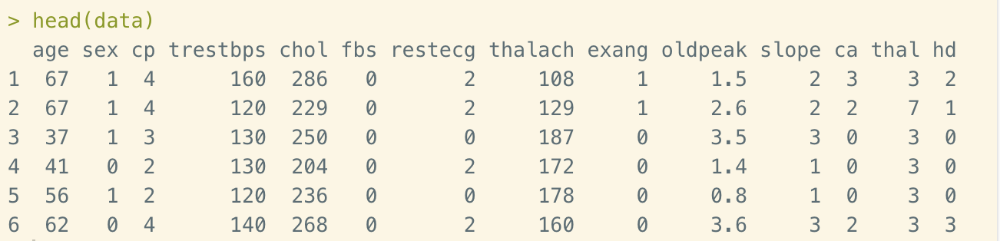 > head(data)
age sex cp trestbps chol fbs restecg thalach exang oldpeak slope ca thal hd
1 67 1 4 160 286 0 2 108 1 1.5 2 3 3 2
2 67 1 4 120 229 0 2 129 1 2.6 2 2 7 1
3 37 1 3 130 250 0 0 187 0 3.5 3 0 3 0
4 41 0 2 130 204 0 2 172 0 1.4 1 0 3 0
5 56 1 2 120 236 0 0 178 0 0.8 1 0 3 0
6 62 0 4 140 268 0 2 160 0 3.6 3 2 3 3